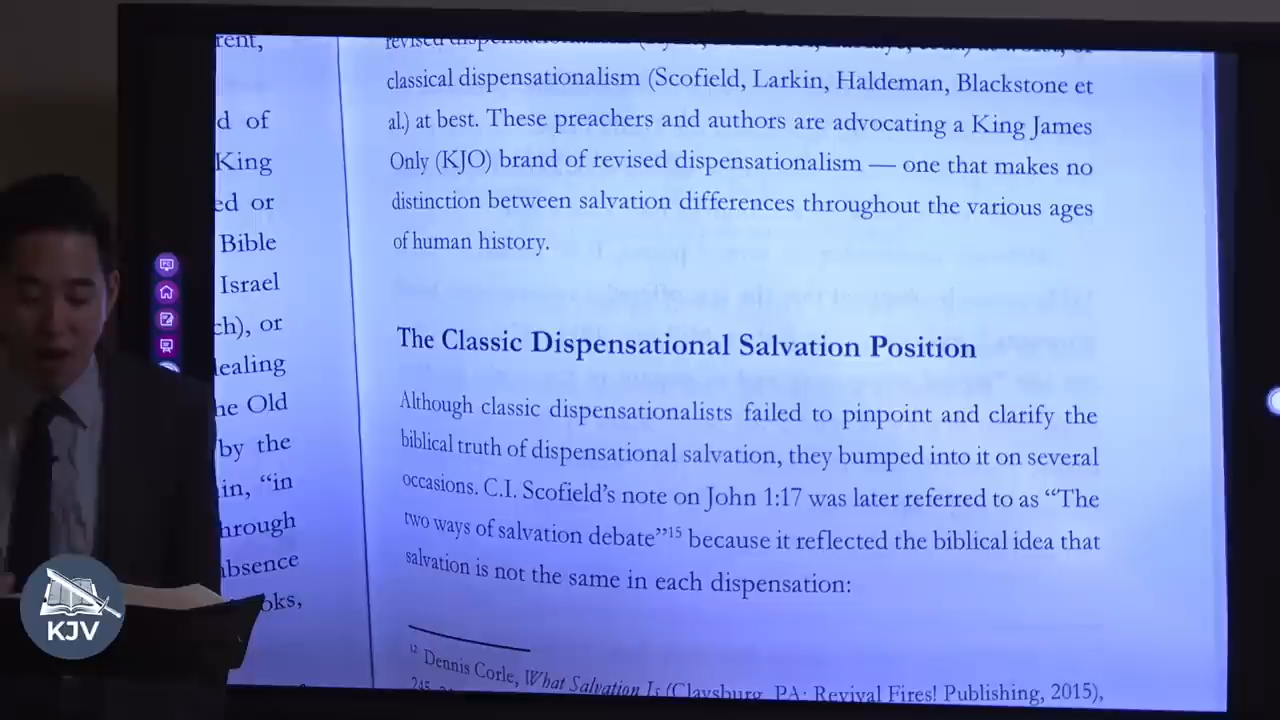 rent,
d of
King
ed or
Bible
Israel
ch), or
ealing
he Old
by the
in, “in
hrough
absence
oks,
revised dispensationalism
classical dispensationalism (Scofield, Larkin, Haldeman, Blackstone et
al.) at best. These preachers and authors are advocating a King James
Only (KJO) brand of revised dispensationalism — one that makes no
distinction between salvation differences throughout the various ages
of human history.
The Classic Dispensational Salvation Position
Although classic dispensationalists failed to pinpoint and clarify the
biblical truth of dispensational salvation, they bumped into it on several
occasions. C.I. Scofield’s note on John 1:17 was later referred to as “The
two ways of salvation debate”15 because it reflected the biblical idea that
salvation is not the same in each dispensation:
12 Dennis Corle, What Salvation Is (Claysburg, PA: Revival Fires! Publishing, 2015),
245
KJV